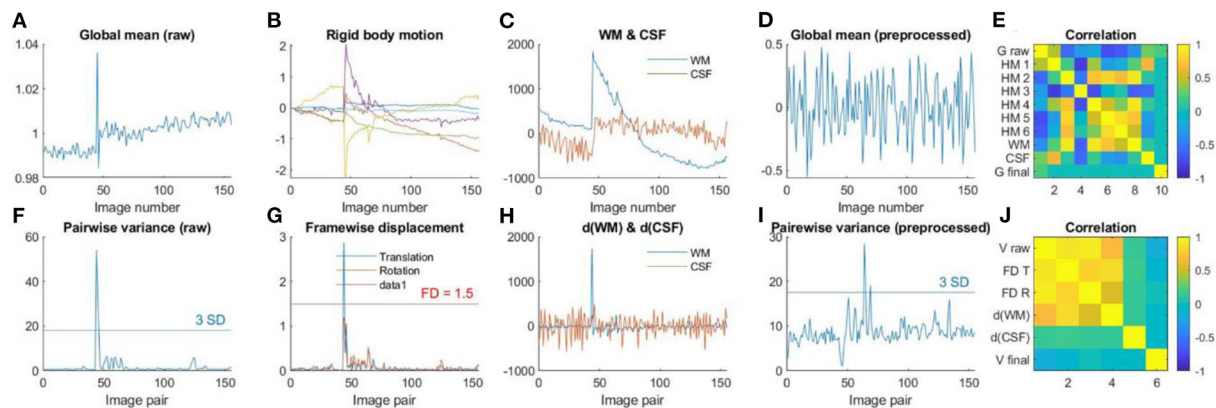 A
Global mean (raw)
1.04
1.02
1
0.98
0
50
100
150
Image number
B
Rigid body motion
2
1
0
-1
-2
0
50
100
150
Image number
C
WM & CSF
2000
1000
0
-1000
WM
CSF
0
50
100
150
Image number
D
Global mean (preprocessed)
0.5
0
-0.5
0
50
100
150
Image number
E
Correlation
G raw
HM 1
HM 2
HM 3
HM 4
HM 5
HM 6
WM
CSF
G final
2
4
6
8
10
1
0.5
0
-0.5
-1
F
Pairwise variance (raw)
60
40
20
0
3 SD
0
50
100
150
Image pair
G
Framewise displacement
3
2
1
0
Translation
Rotation
data1
FD = 1.5
0
50
100
150
Image pair
H
d(WM) & d(CSF)
2000
1000
0
-1000
WM
CSF
0
50
100
150
Image pair
I
Pairewise variance (preprocessed)
30
20
10
0
3 SD
0
50
100
150
Image pair
J
Correlation
V raw
FD T
FD R
d(WM)
d(CSF)
V final
2
4
6
1
0.5
0
-0.5
-1